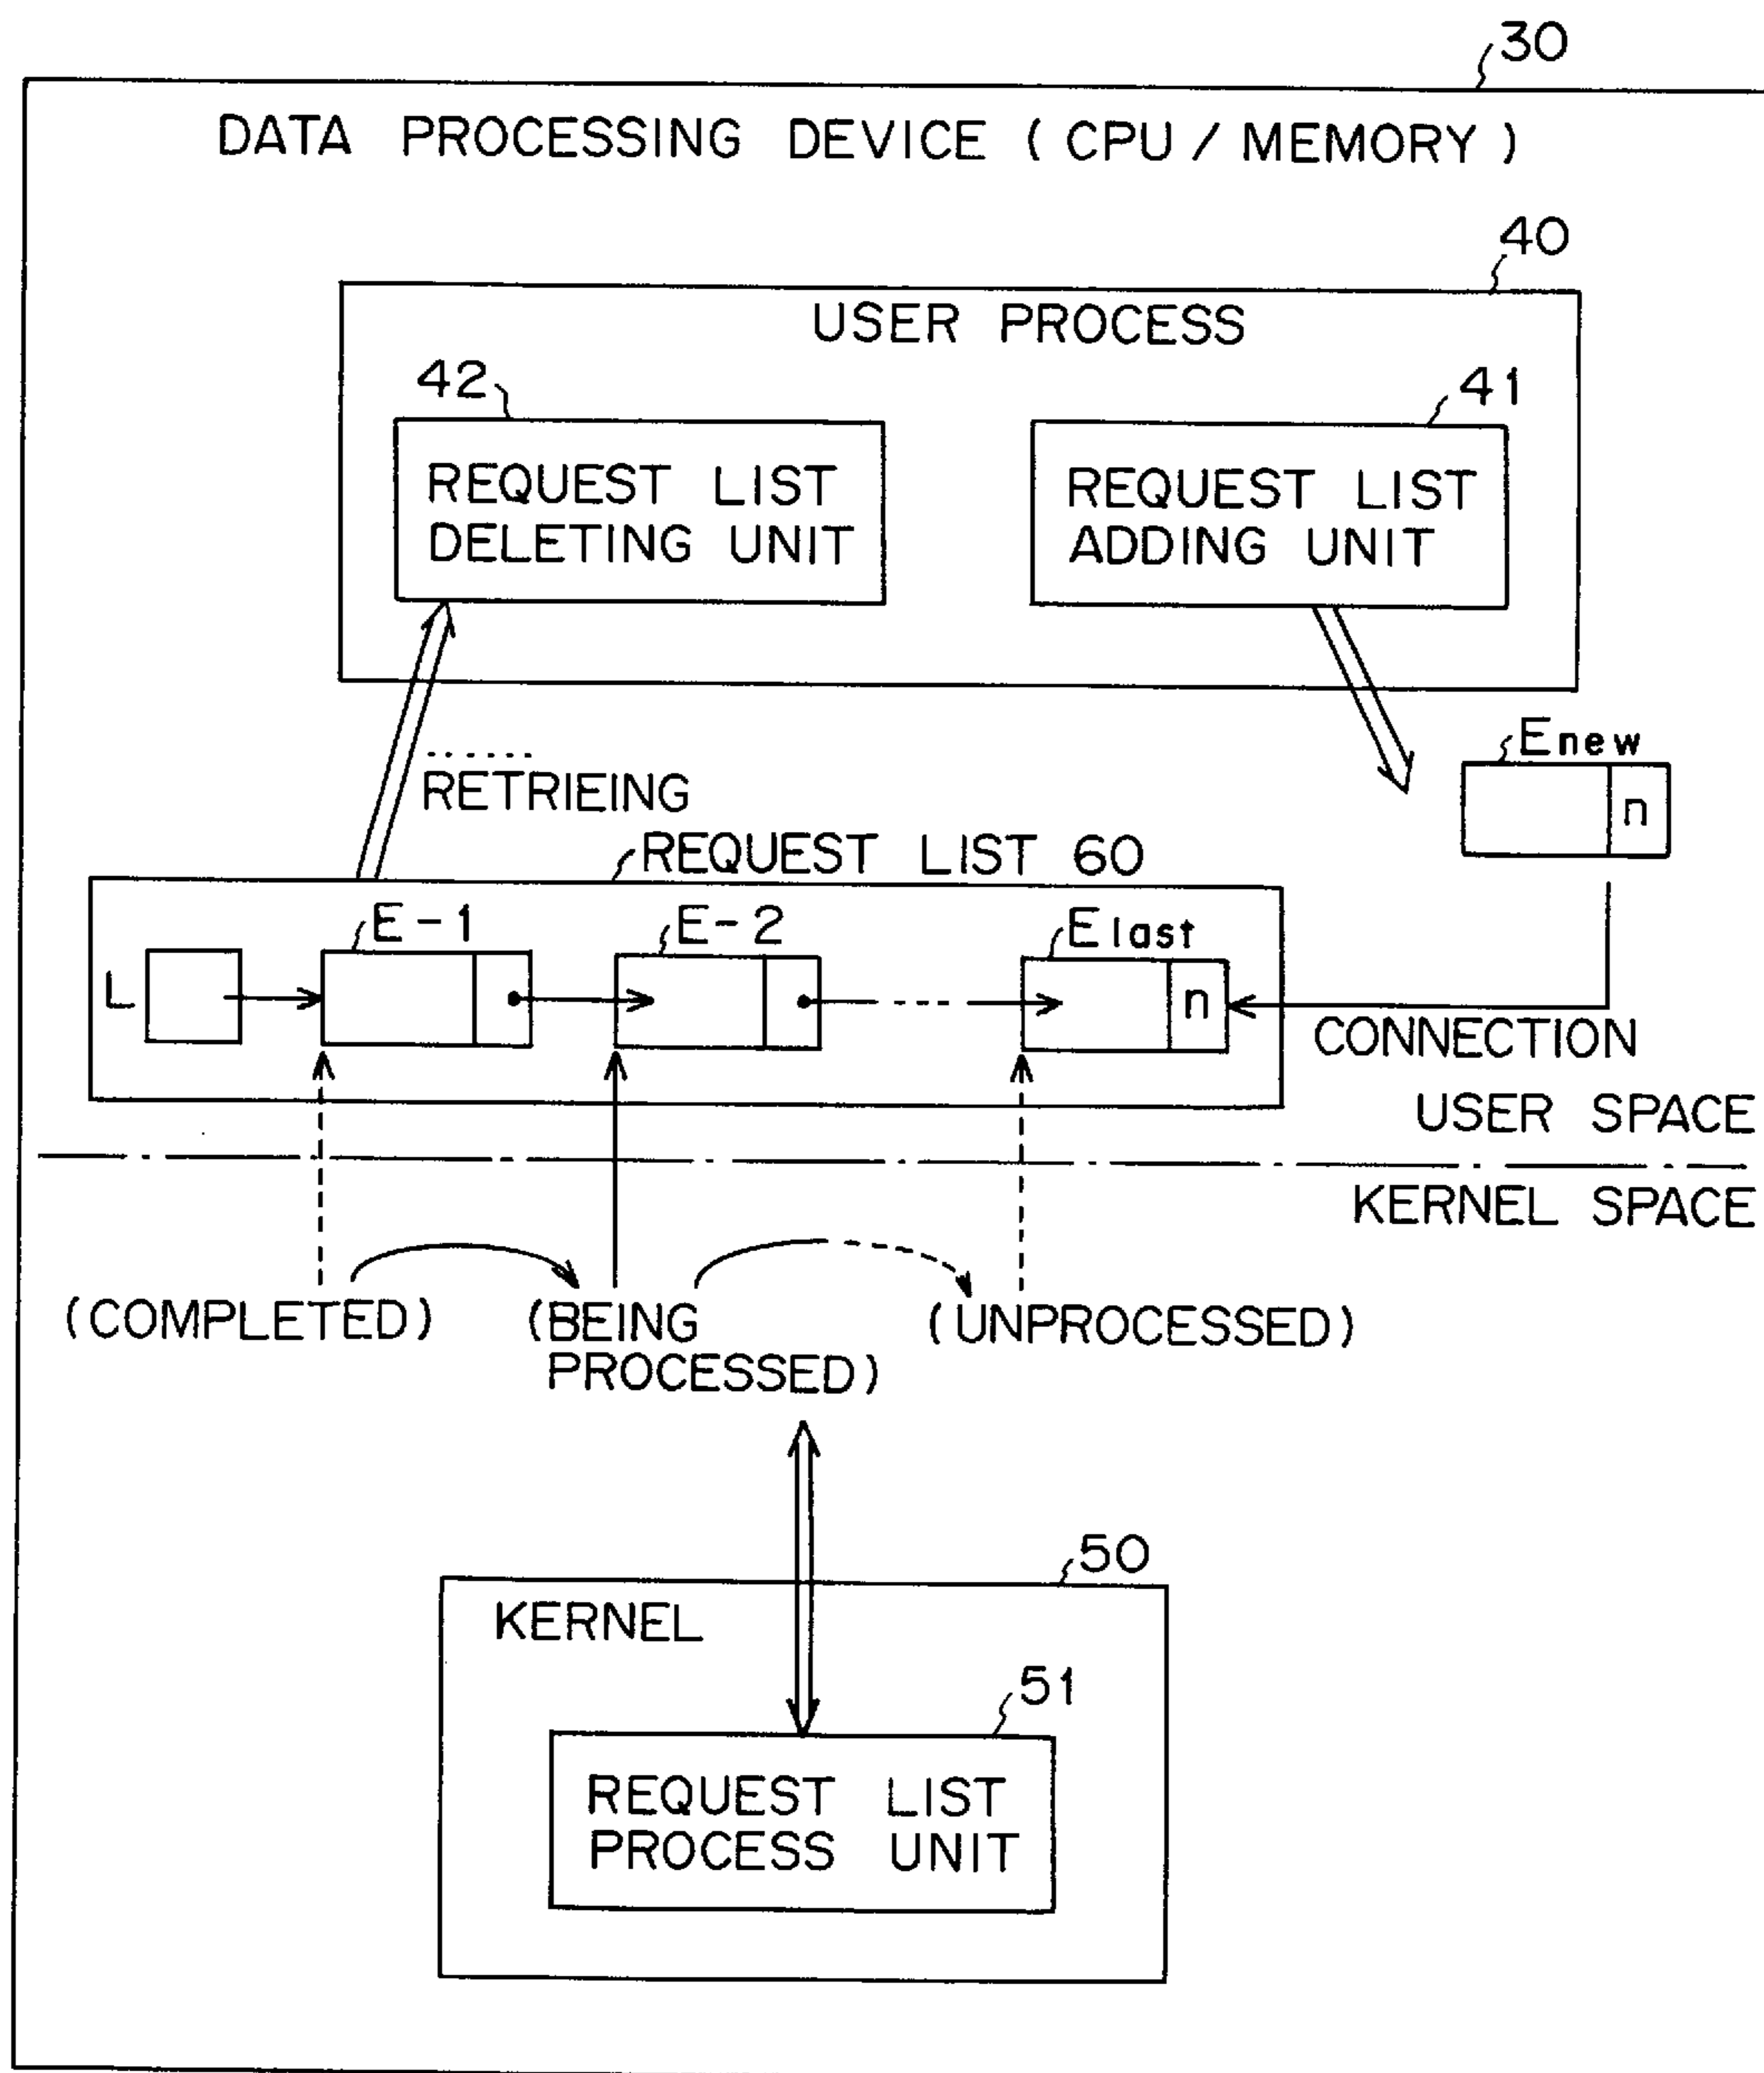 30
DATA PROCESSING DEVICE ( CPU / MEMORY )
40
USER PROCESS
42
41
REQUEST LIST
DELETING UNIT
REQUEST LIST
ADDING UNIT
Enew
n
RETRIEING
REQUEST LIST 60
E-1
E-2
Elast
L
n
CONNECTION
USER SPACE
KERNEL SPACE
(COMPLETED)
(BEING
PROCESSED)
(UNPROCESSED)
50
KERNEL
51
REQUEST LIST
PROCESS UNIT